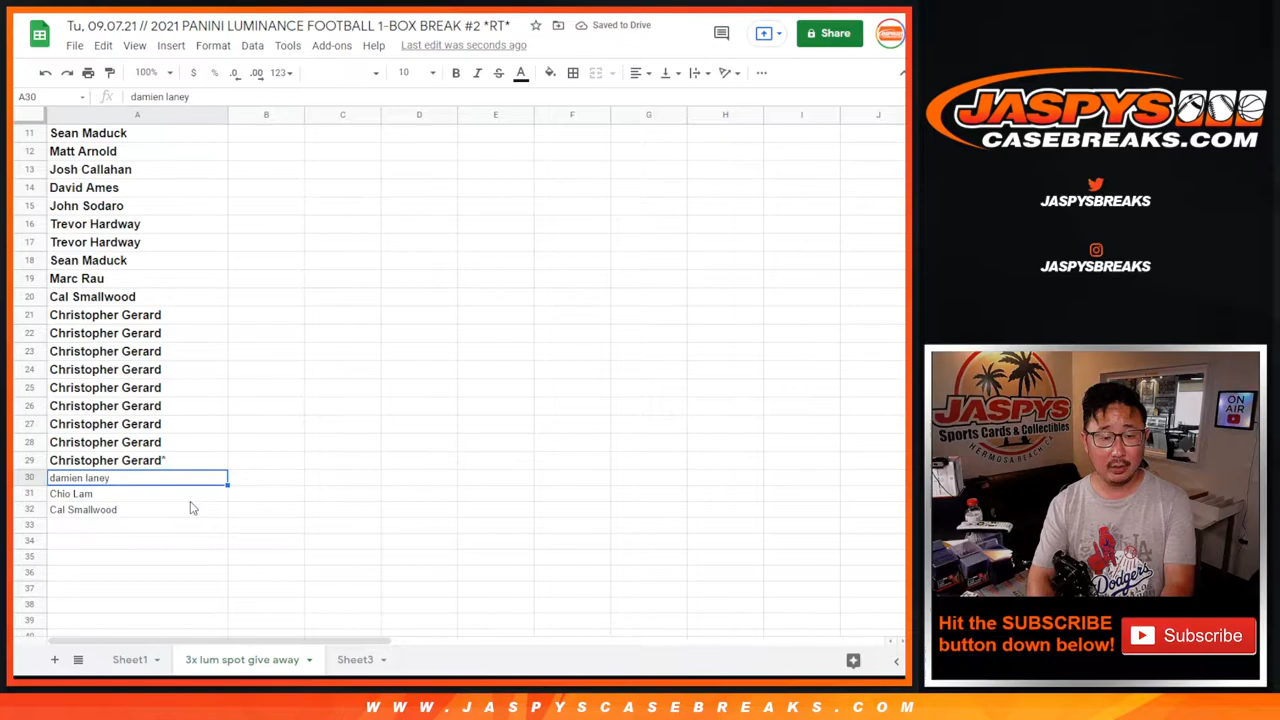 Tu, 09.07.21 // 2021 PANINI LUMINANCE FOOTBALL 1-BOX BREAK #2 *RT*
Saved to Drive
File Edit View Insert Format Data Tools Add-ons Help Last edit was seconds ago
Share
100% $ % .0 .00 123 10 B I S A
A30 fx damien laney
A B C D E F G H I J
11 Sean Maduck
12 Matt Arnold
13 Josh Callahan
14 David Ames
15 John Sodaro
16 Trevor Hardway
17 Trevor Hardway
18 Sean Maduck
19 Marc Rau
20 Cal Smallwood
21 Christopher Gerard
22 Christopher Gerard
23 Christopher Gerard
24 Christopher Gerard
25 Christopher Gerard
26 Christopher Gerard
27 Christopher Gerard
28 Christopher Gerard
29 Christopher Gerard*
30 damien laney
31 Chio Lam
32 Cal Smallwood
33
34
35
36
37
38
39
Sheet1 3x lum spot give away Sheet3
JASPYS
CASEBREAKS.COM
JASPYSBREAKS
JASPYSBREAKS
JASPYS
Sports Cards & Collectibles
HERMOSA BEACH, CA
ON
AIR
Dodgers
Hit the SUBSCRIBE
button down below!
Subscribe
WWW.JASPYSCASEBREAKS.COM